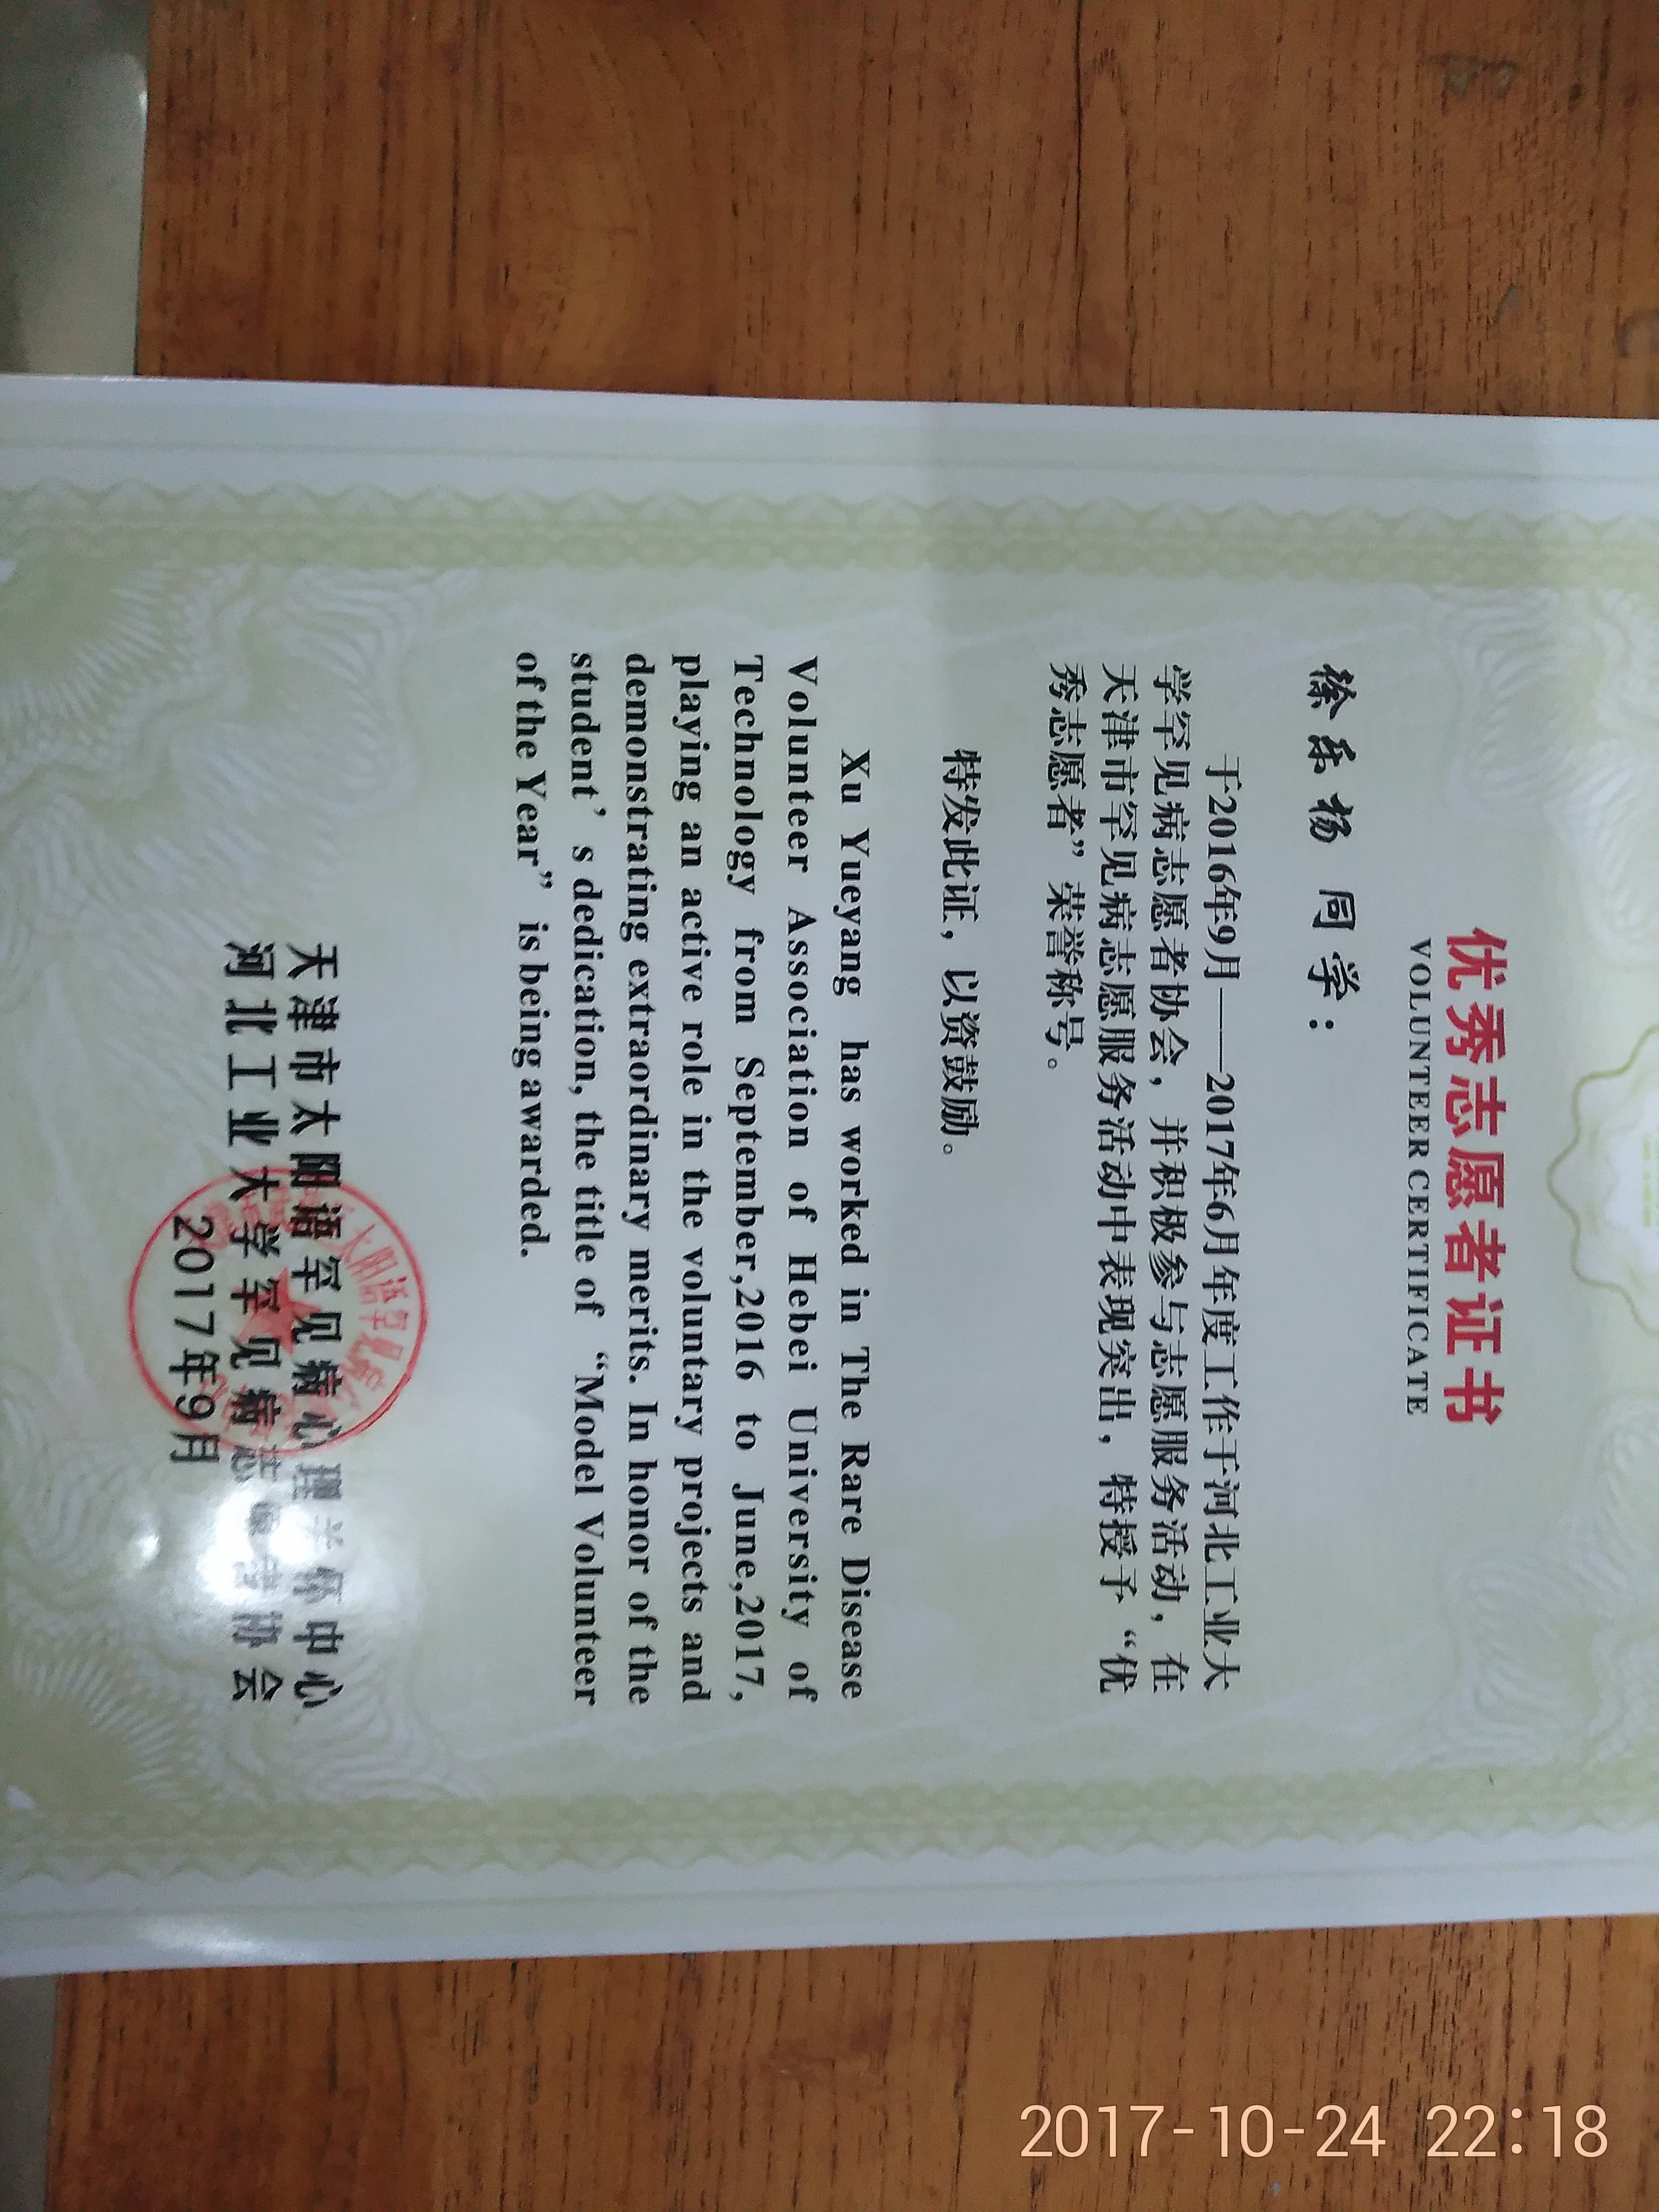 优秀志愿者证书
VOLUNTEER CERTIFICATE
徐乐杨 同学：
于2016年9月——2017年6月年度工作于河北工业大
学罕见病志愿者协会，并积极参与志愿服务活动，在
天津市罕见病志愿服务活动中表现突出，特授予“优
秀志愿者”荣誉称号。
特发此证，以资鼓励。
Xu Yueyang has worked in The Rare Disease
Volunteer Association of Hebei University of
Technology from September,2016 to June,2017,
playing an active role in the voluntary projects and
demonstrating extraordinary merits. In honor of the
student’s dedication, the title of “Model Volunteer
of the Year” is being awarded.
天津市太阳语罕见病心理关怀中心
河北工业大学罕见病志愿者协会
2017年9月
2017-10-24 22:18